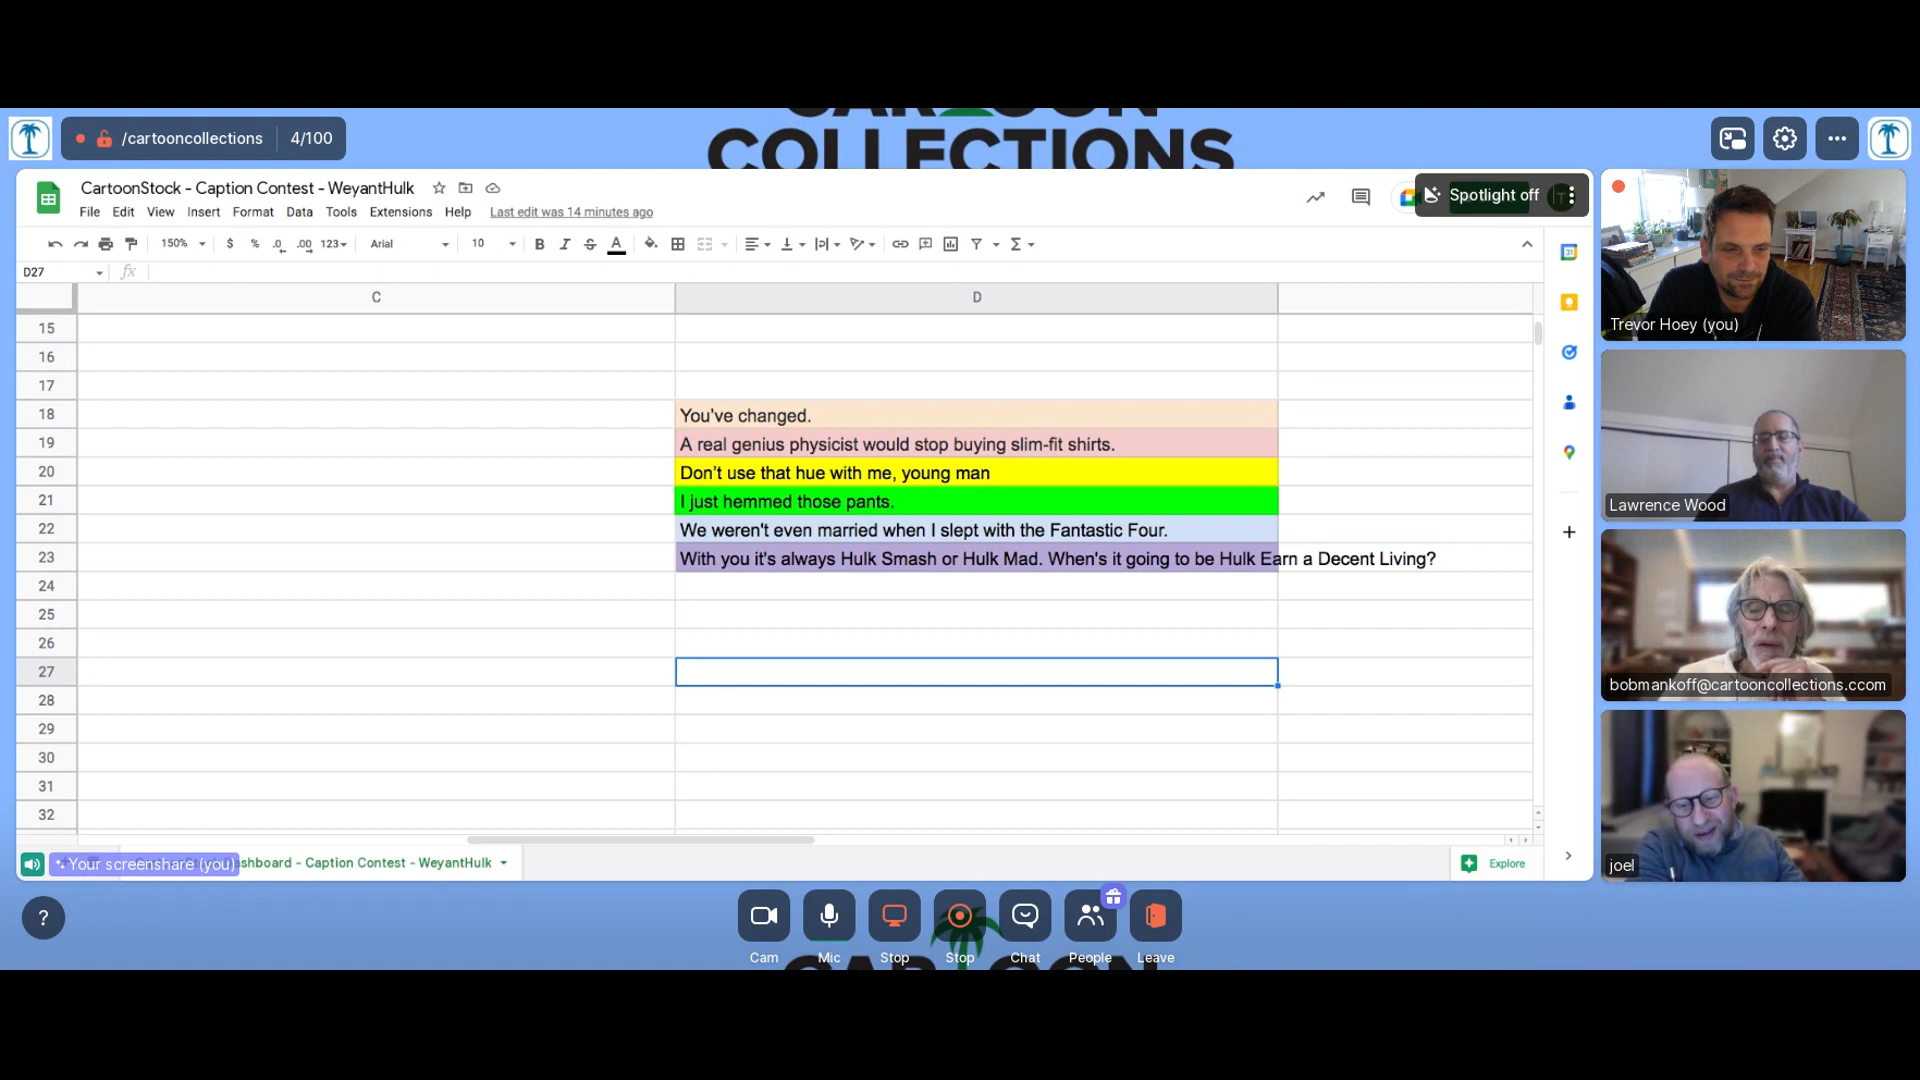 CARTOON
/cartooncollections 4/100
COLLECTIONS
CartoonStock - Caption Contest - WeyantHulk
Spotlight off
File Edit View Insert Format Data Tools Extensions Help Last edit was 14 minutes ago
150% $ % .0 .00 123 Arial 10 B I S A
D27 fx
C D
15
16
17
18 You've changed.
19 A real genius physicist would stop buying slim-fit shirts.
20 Don't use that hue with me, young man
21 I just hemmed those pants.
22 We weren't even married when I slept with the Fantastic Four.
23 With you it's always Hulk Smash or Hulk Mad. When's it going to be Hulk Earn a Decent Living?
24
25
26
27
28
29
30
31
32
Your screenshare (you) shboard - Caption Contest - WeyantHulk Explore
Trevor Hoey (you)
Lawrence Wood
bobmankoff@cartooncollections.ccom
joel
?
Cam Mic Stop Stop Chat People Leave
CARTOON